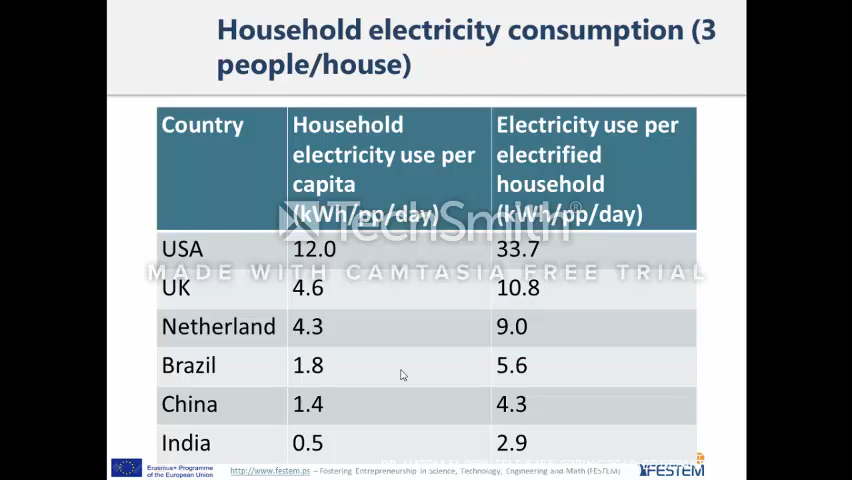 Household electricity consumption (3
people/house)
Country
Household
electricity use per
capita
(kWh/pp/day)
Electricity use per
electrified
household
(kWh/pp/day)
TechSmith®
USA 12.0 33.7
MADE WITH CAMTASIA FREE TRIAL
UK 4.6 10.8
Netherland 4.3 9.0
Brazil 1.8 5.6
China 1.4 4.3
India 0.5 2.9
Erasmus+ Programme
of the European Union
http://www.festem.ps – Fostering Entrepreneurship in Science, Technology, Engineering and Math (FESTEM)
FESTEM